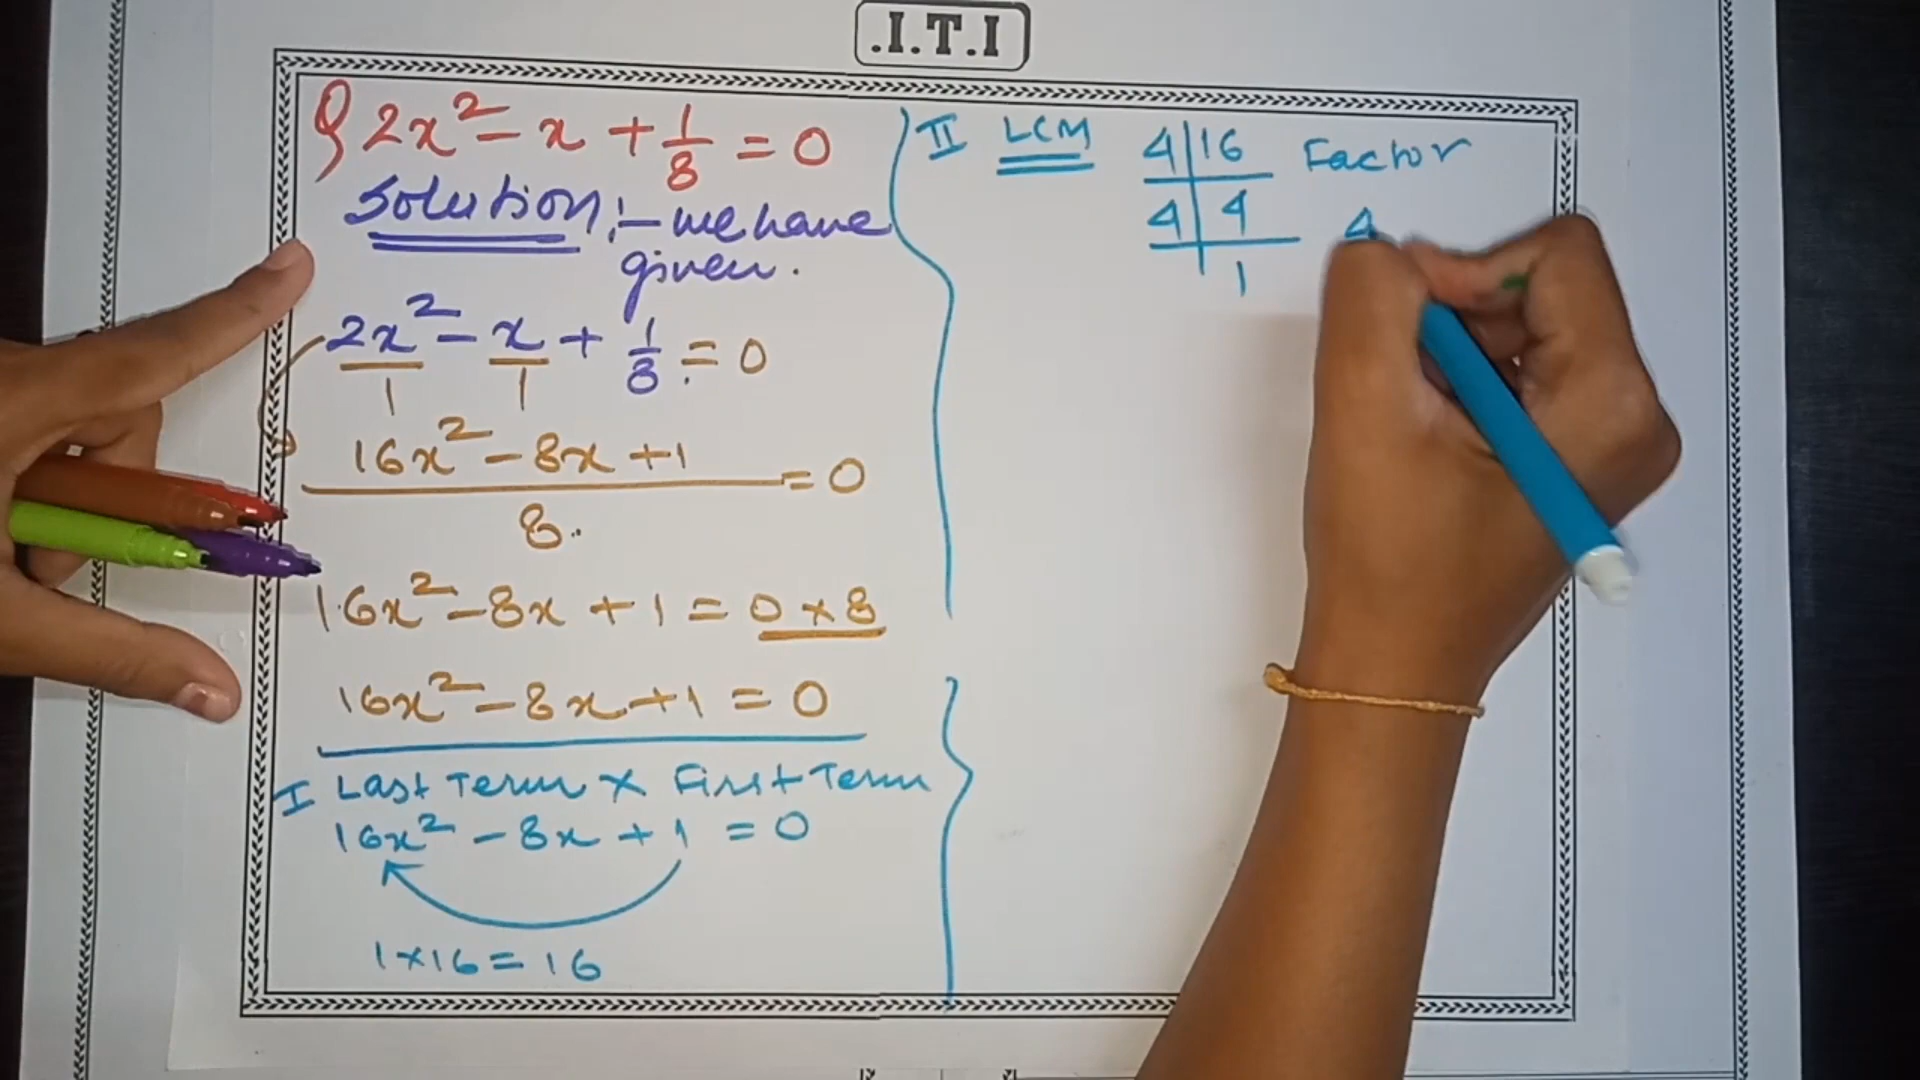 .I.T.I
Q 2x² - x + 1/8 = 0
Solution :- we have
given.
2x²/1 - x/1 + 1/8 = 0
16x² - 8x + 1 / 8 = 0
16x² - 8x + 1 = 0 × 8
16x² - 8x + 1 = 0
I Last Term × First Term
16x² - 8x + 1 = 0
1 × 16 = 16
II LCM 4 | 16 Factor
4 | 4 4
1